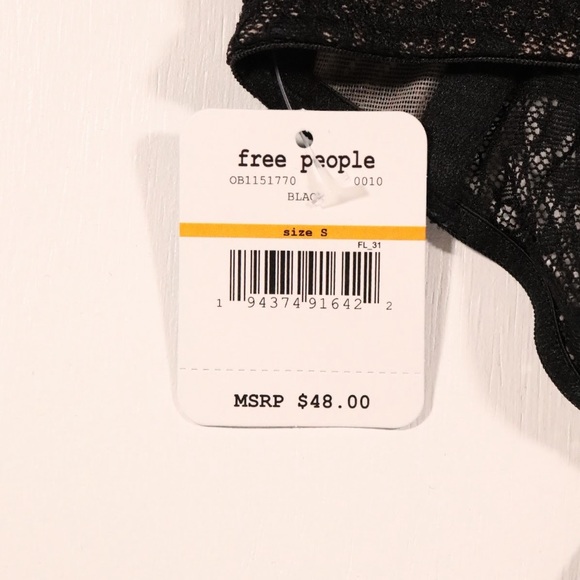 free people
OB1151770 0010
BLACK
size S
FL_31
1 94374 91642 2
MSRP $48.00